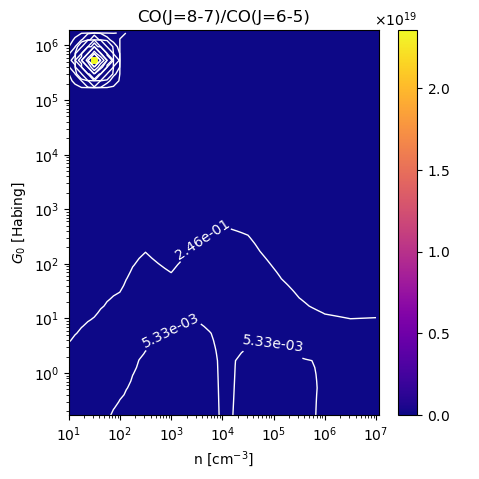 CO(J=8-7)/CO(J=6-5)
×10¹⁹
10⁶
10⁵
10⁴
10³
10²
10¹
10⁰
G₀ [Habing]
2.46e-01
5.33e-03
5.33e-03
10¹ 10² 10³ 10⁴ 10⁵ 10⁶ 10⁷
n [cm⁻³]
2.0
1.5
1.0
0.5
0.0